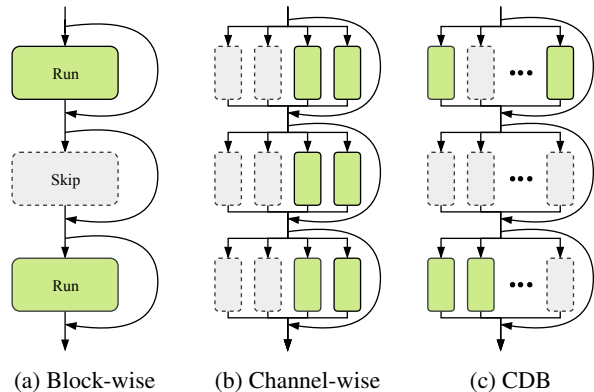 Run
Skip
Run
(a) Block-wise
(b) Channel-wise
(c) CDB